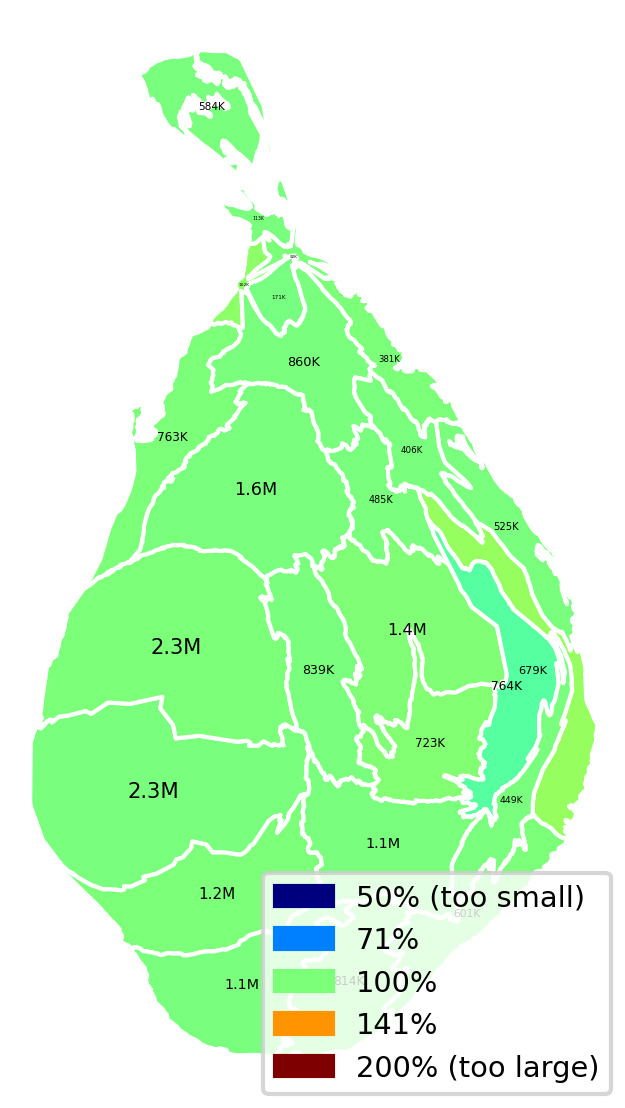 584K
113K
92K
162K
171K
860K
381K
763K
406K
1.6M
485K
525K
1.4M
2.3M
839K
679K
764K
723K
2.3M
449K
1.1M
1.2M
601K
814K
1.1M
50% (too small)
71%
100%
141%
200% (too large)